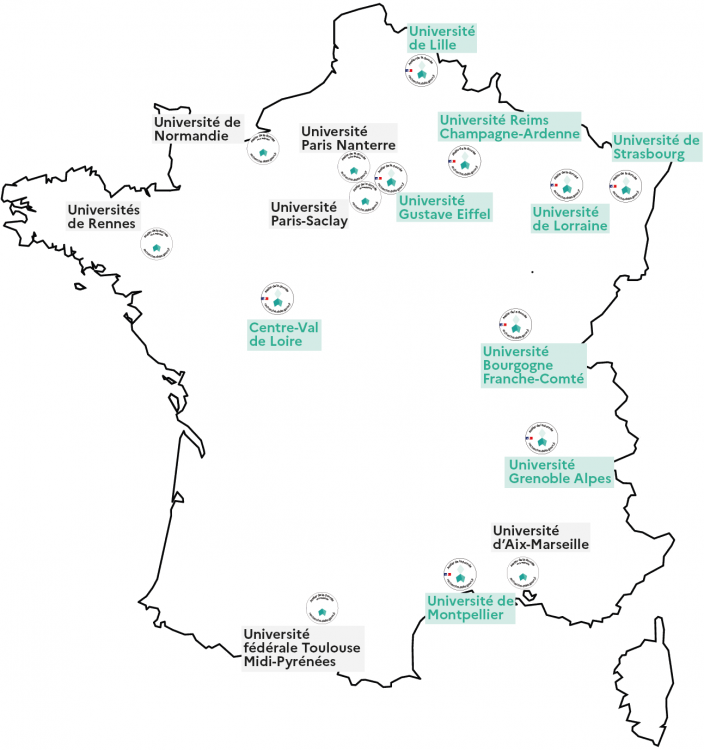 Université
de Lille
Université de
Normandie
Université
Paris Nanterre
Université Reims
Champagne-Ardenne
Université de
Strasbourg
Universités
de Rennes
Université
Paris-Saclay
Université
Gustave Eiffel
Université
de Lorraine
Centre-Val
de Loire
Université
Bourgogne
Franche-Comté
Université
Grenoble Alpes
Université
d'Aix-Marseille
Université de
Montpellier
Université
fédérale Toulouse
Midi-Pyrénées